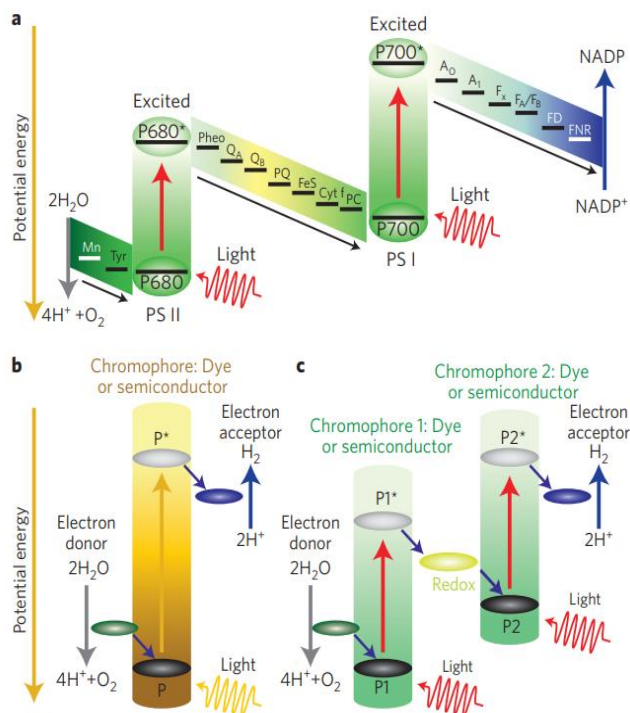 a
Potential energy
Excited
P700*
A0 A1 Fx FA/FB FD FNR
NADP
NADP+
Excited
P680*
Pheo QA QB PQ FeS Cyt f PC
2H2O
Mn Tyr
4H+ +O2
P680
PS II
Light
P700
PS I
Light
b
Potential energy
Chromophore: Dye
or semiconductor
P*
Electron
acceptor
H2
2H+
Electron
donor
2H2O
4H++O2
P
Light
c
Chromophore 1: Dye
or semiconductor
Chromophore 2: Dye
or semiconductor
P1*
P2*
Electron
acceptor
H2
2H+
Electron
donor
2H2O
4H++O2
Redox
P1
Light
P2
Light